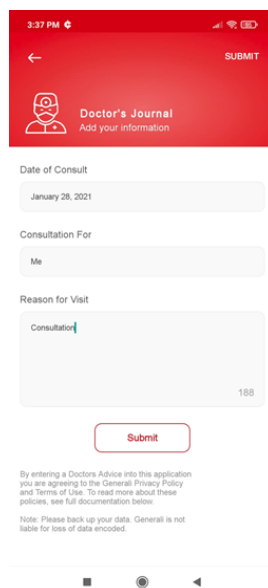 3:37 PM
SUBMIT
Doctor's Journal
Add your information
Date of Consult
January 28, 2021
Consultation For
Me
Reason for Visit
Consultation
188
Submit
By entering a Doctors Advice into this application
you are agreeing to the Generali Privacy Policy
and Terms of Use. To read more about these
policies, see full documentation below.
Note: Please back up your data. Generali is not
liable for loss of data encoded.